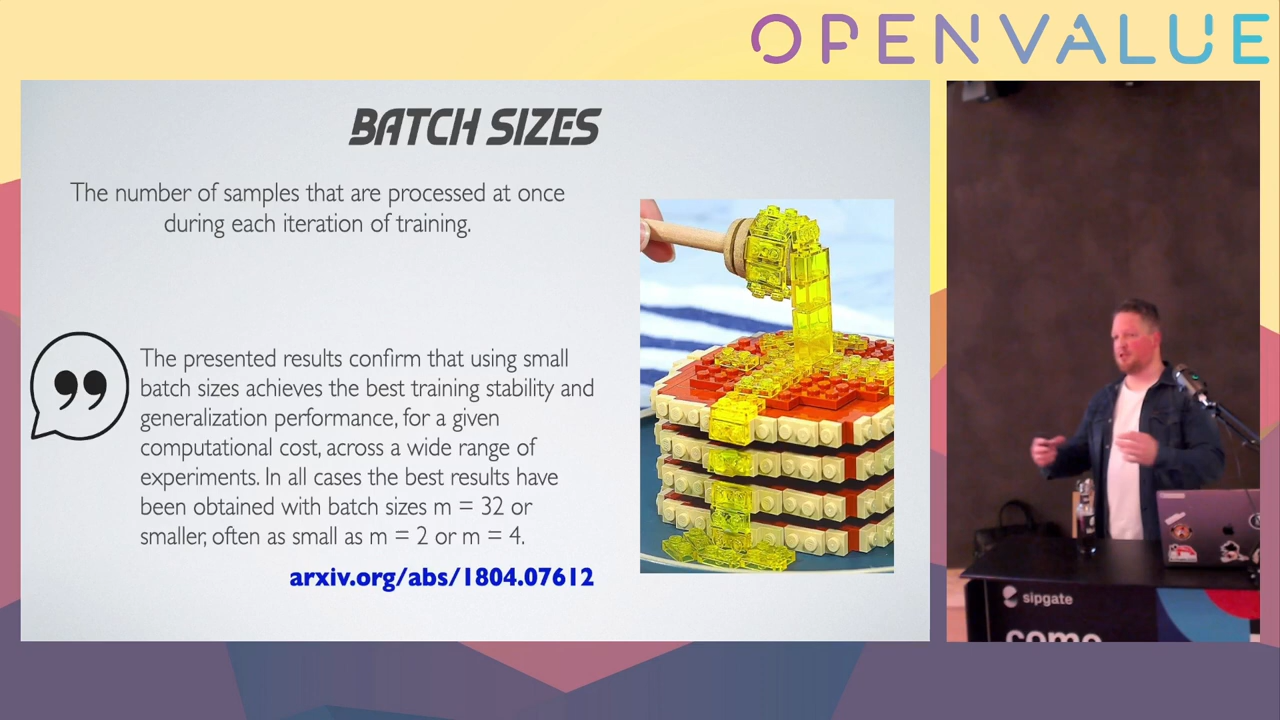 OPENVALUE
BATCH SIZES
The number of samples that are processed at once
during each iteration of training.
The presented results confirm that using small
batch sizes achieves the best training stability and
generalization performance, for a given
computational cost, across a wide range of
experiments. In all cases the best results have
been obtained with batch sizes m = 32 or
smaller, often as small as m = 2 or m = 4.
arxiv.org/abs/1804.07612
sipgate